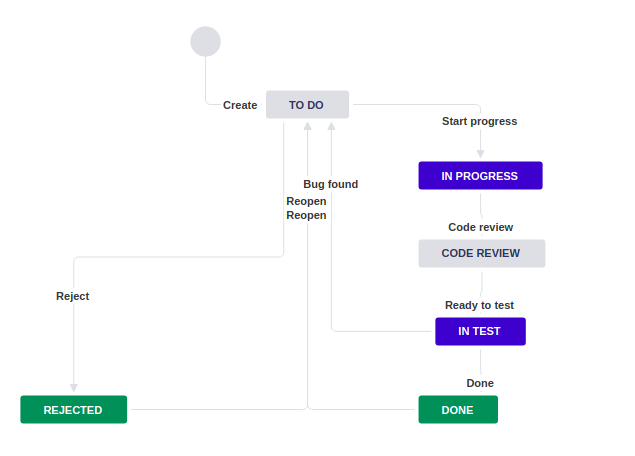 Create
TO DO
Start progress
IN PROGRESS
Bug found
Reopen
Reopen
Code review
CODE REVIEW
Reject
Ready to test
IN TEST
Done
REJECTED
DONE